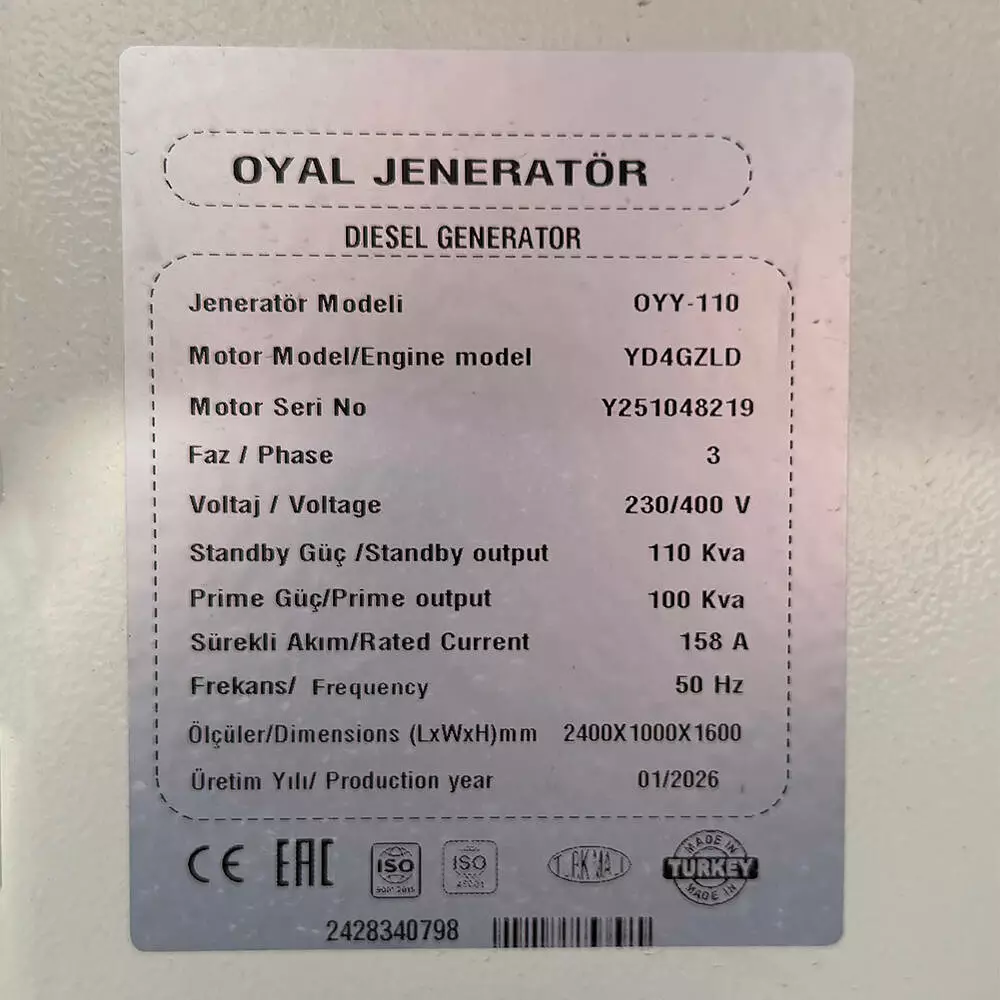 OYAL JENERATÖR
DIESEL GENERATOR
Jeneratör Modeli OYY-110
Motor Model/Engine model YD4GZLD
Motor Seri No Y251048219
Faz / Phase 3
Voltaj / Voltage 230/400 V
Standby Güç /Standby output 110 Kva
Prime Güç/Prime output 100 Kva
Sürekli Akım/Rated Current 158 A
Frekans/ Frequency 50 Hz
Ölçüler/Dimensions (LxWxH)mm 2400X1000X1600
Üretim Yılı/ Production year 01/2026
CE EAC ISO ISO
MADE IN
TURKEY
MADE IN
2428340798